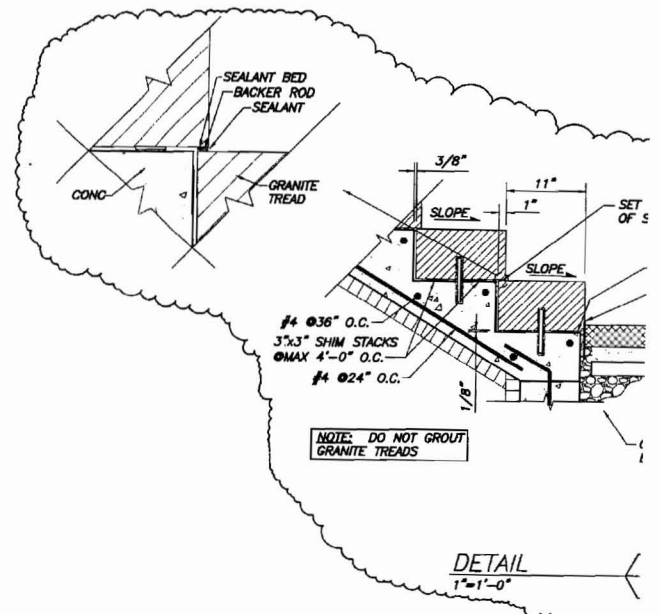 SEALANT BED
BACKER ROD
SEALANT
CONC
GRANITE
TREAD
3/8"
11"
SLOPE
1"
SET
OF S
SLOPE
#4 @36" O.C.
3"x3" SHIM STACKS
@MAX 4'-0" O.C.
#4 @24" O.C.
1/8"
NOTE: DO NOT GROUT
GRANITE TREADS
DETAIL
1"=1'-0"